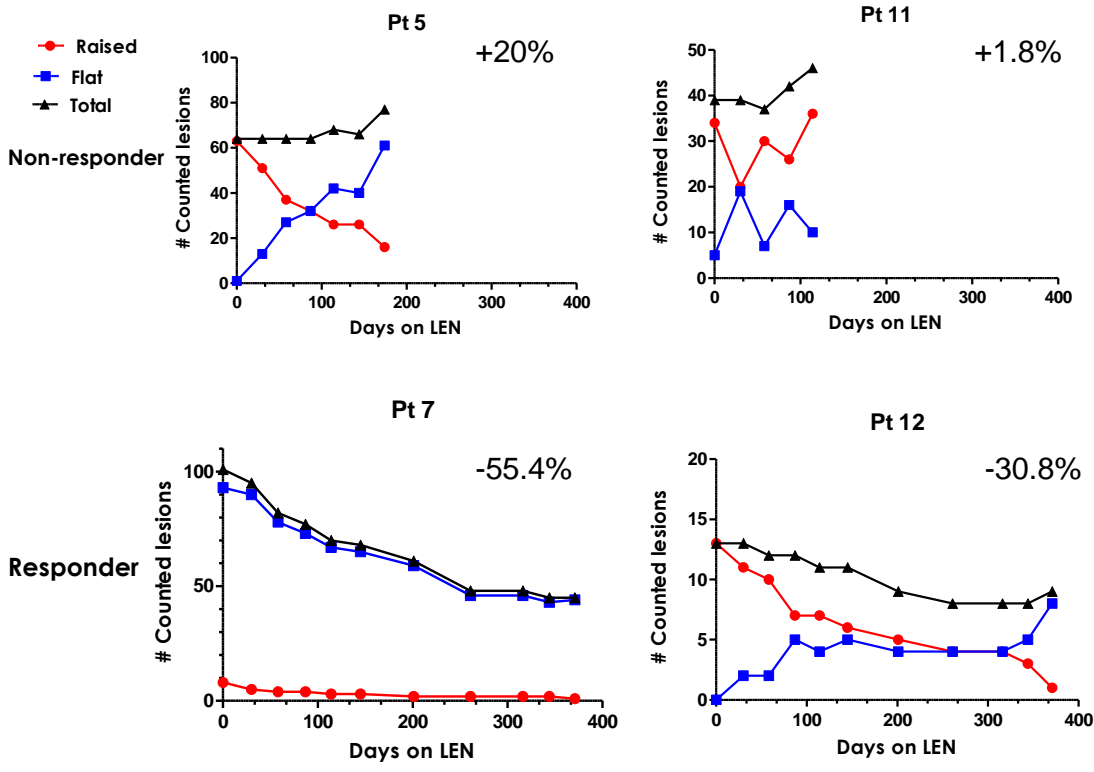 Raised
Flat
Total
Non-responder
Pt 5
+20%
# Counted lesions
100
80
60
40
20
0
0 100 200 300 400
Days on LEN
Pt 11
+1.8%
# Counted lesions
50
40
30
20
10
0
0 100 200 300 400
Days on LEN
Responder
Pt 7
-55.4%
# Counted lesions
100
50
0
0 100 200 300 400
Days on LEN
Pt 12
-30.8%
# Counted lesions
20
15
10
5
0
0 100 200 300 400
Days on LEN